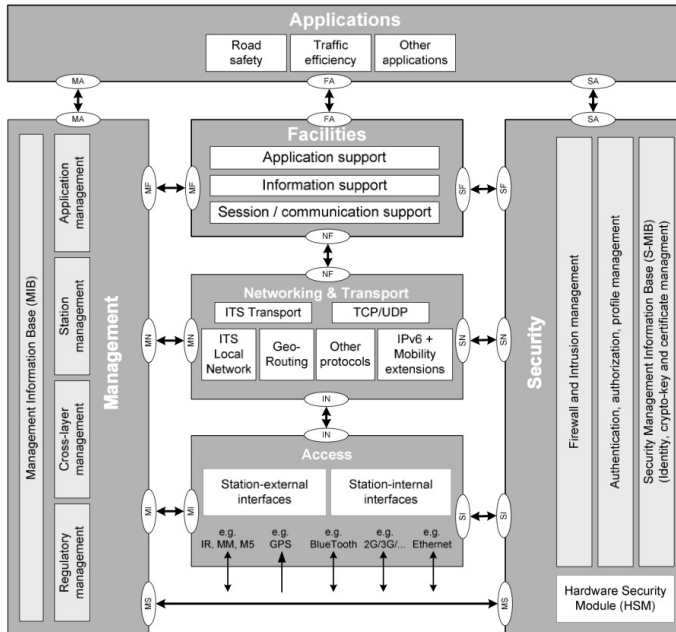 Applications
Road
safety
Traffic
efficiency
Other
applications
MA
FA
SA
MA
FA
SA
Management
Management Information Base (MIB)
Application
management
Station
management
Cross-layer
management
Regulatory
management
MF
MF
MN
MN
MI
MI
MS
Facilities
Application support
Information support
Session / communication support
NF
NF
Networking & Transport
ITS Transport
TCP/UDP
ITS
Local
Network
Geo-
Routing
Other
protocols
IPv6 +
Mobility
extensions
IN
IN
Access
Station-external
interfaces
Station-internal
interfaces
e.g.
IR, MM, M5
e.g.
GPS
e.g.
BlueTooth
e.g.
2G/3G/...
e.g.
Ethernet
SF
SF
SN
SN
SI
SI
MS
Security
Firewall and Intrusion management
Authentication, authorization, profile management
Security Management Information Base (S-MIB)
(Identity, crypto-key and certificate managment)
Hardware Security
Module (HSM)